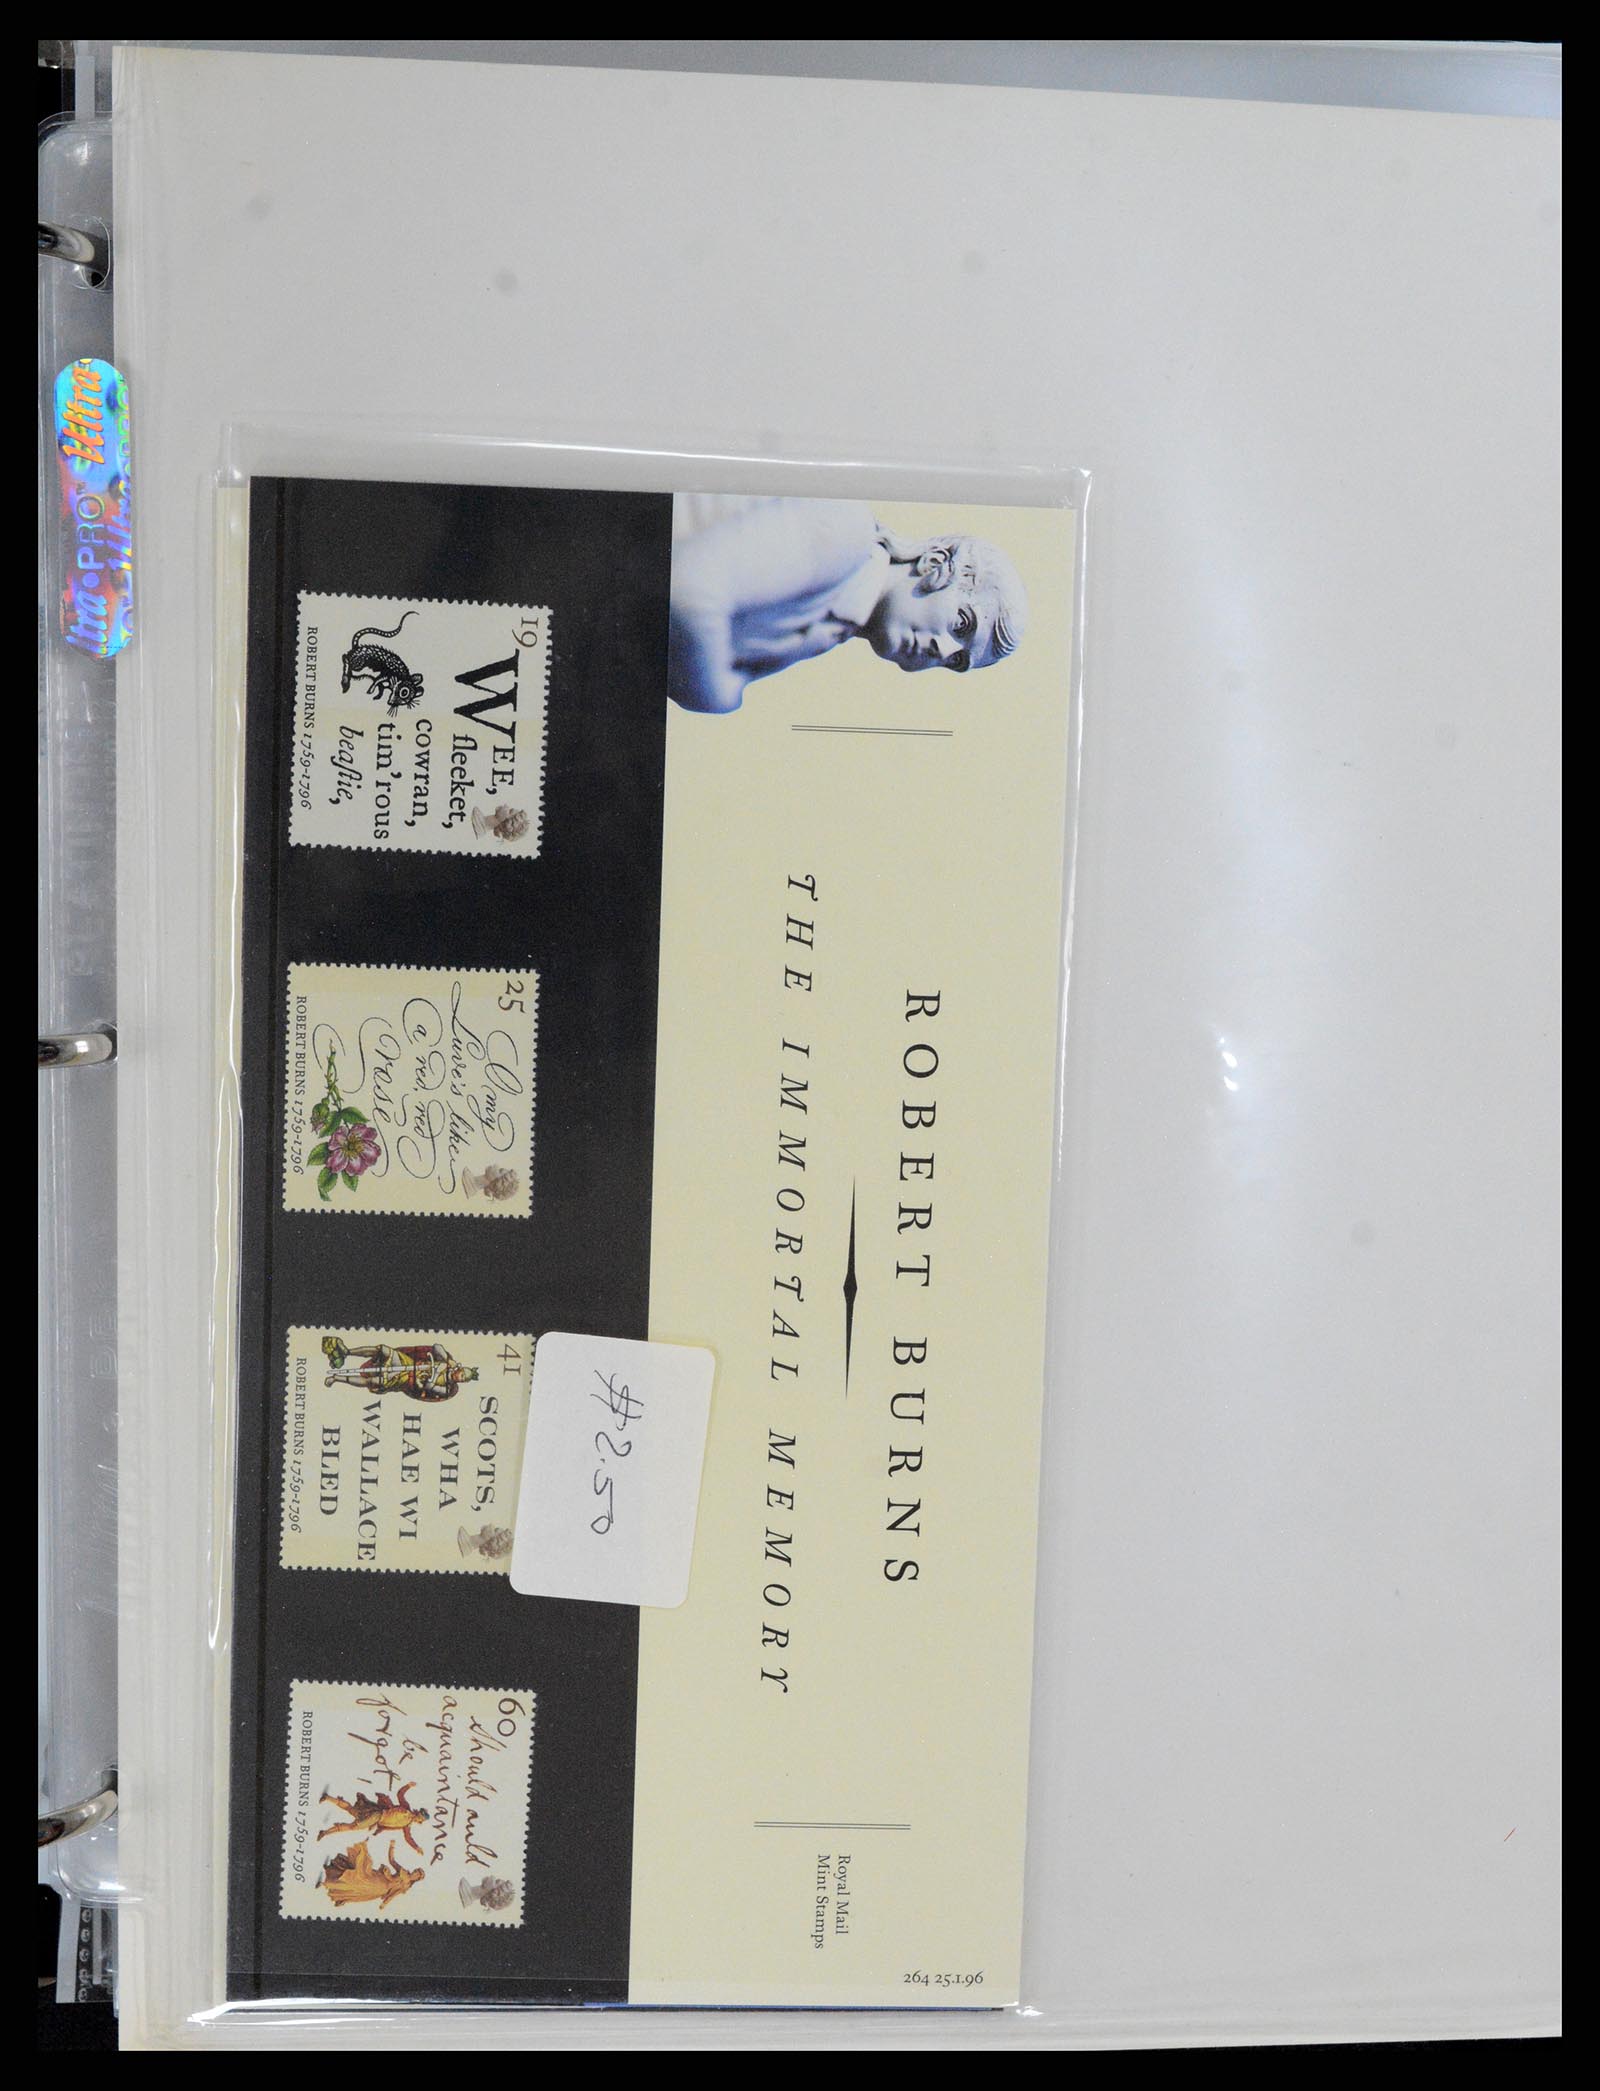 ROBERT BURNS
THE IMMORTAL MEMORY
Royal Mail
Mint Stamps
264 25.1.96
19
WEE,
fleeket,
cowran,
tim'rous
beaſtie,
ROBERT BURNS 1759-1796
25
O my
Luve's like
a red, red
rose
ROBERT BURNS 1759-1796
41
SCOTS,
WHA
HAE WI
WALLACE
BLED
ROBERT BURNS 1759-1796
60
should auld
acquaintance
be
forgot,
ROBERT BURNS 1759-1796
$2.50
Ultra
Ultra•PRO™